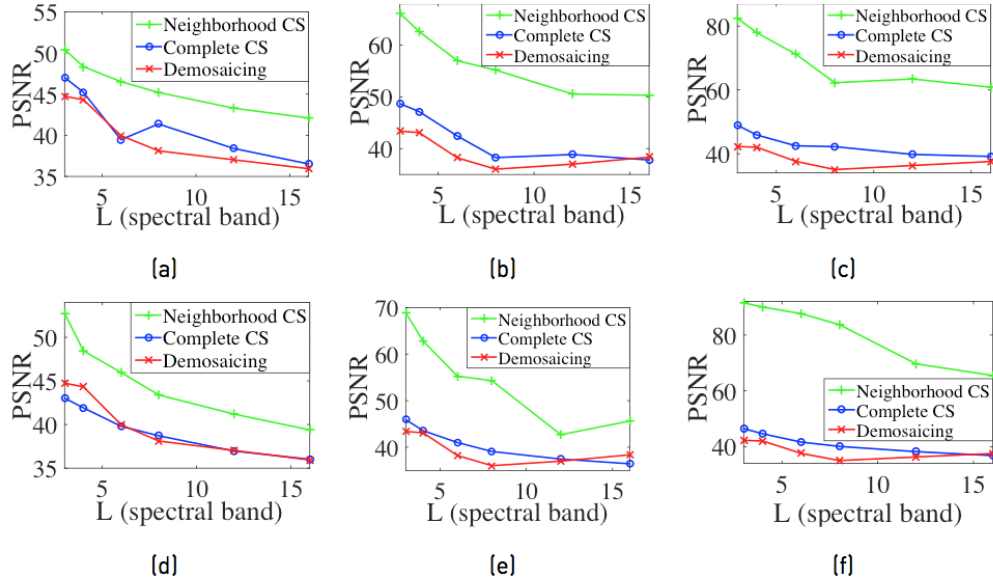 55
50
45
40
35
PSNR
Neighborhood CS
Complete CS
Demosaicing
5 10 15
L (spectral band)
(a)
60
50
40
PSNR
Neighborhood CS
Complete CS
Demosaicing
5 10 15
L (spectral band)
(b)
80
60
40
PSNR
Neighborhood CS
Complete CS
Demosaicing
5 10 15
L (spectral band)
(c)
50
45
40
35
PSNR
Neighborhood CS
Complete CS
Demosaicing
5 10 15
L (spectral band)
(d)
70
60
50
40
PSNR
Neighborhood CS
Complete CS
Demosaicing
5 10 15
L (spectral band)
(e)
80
60
40
PSNR
Neighborhood CS
Complete CS
Demosaicing
5 10 15
L (spectral band)
(f)